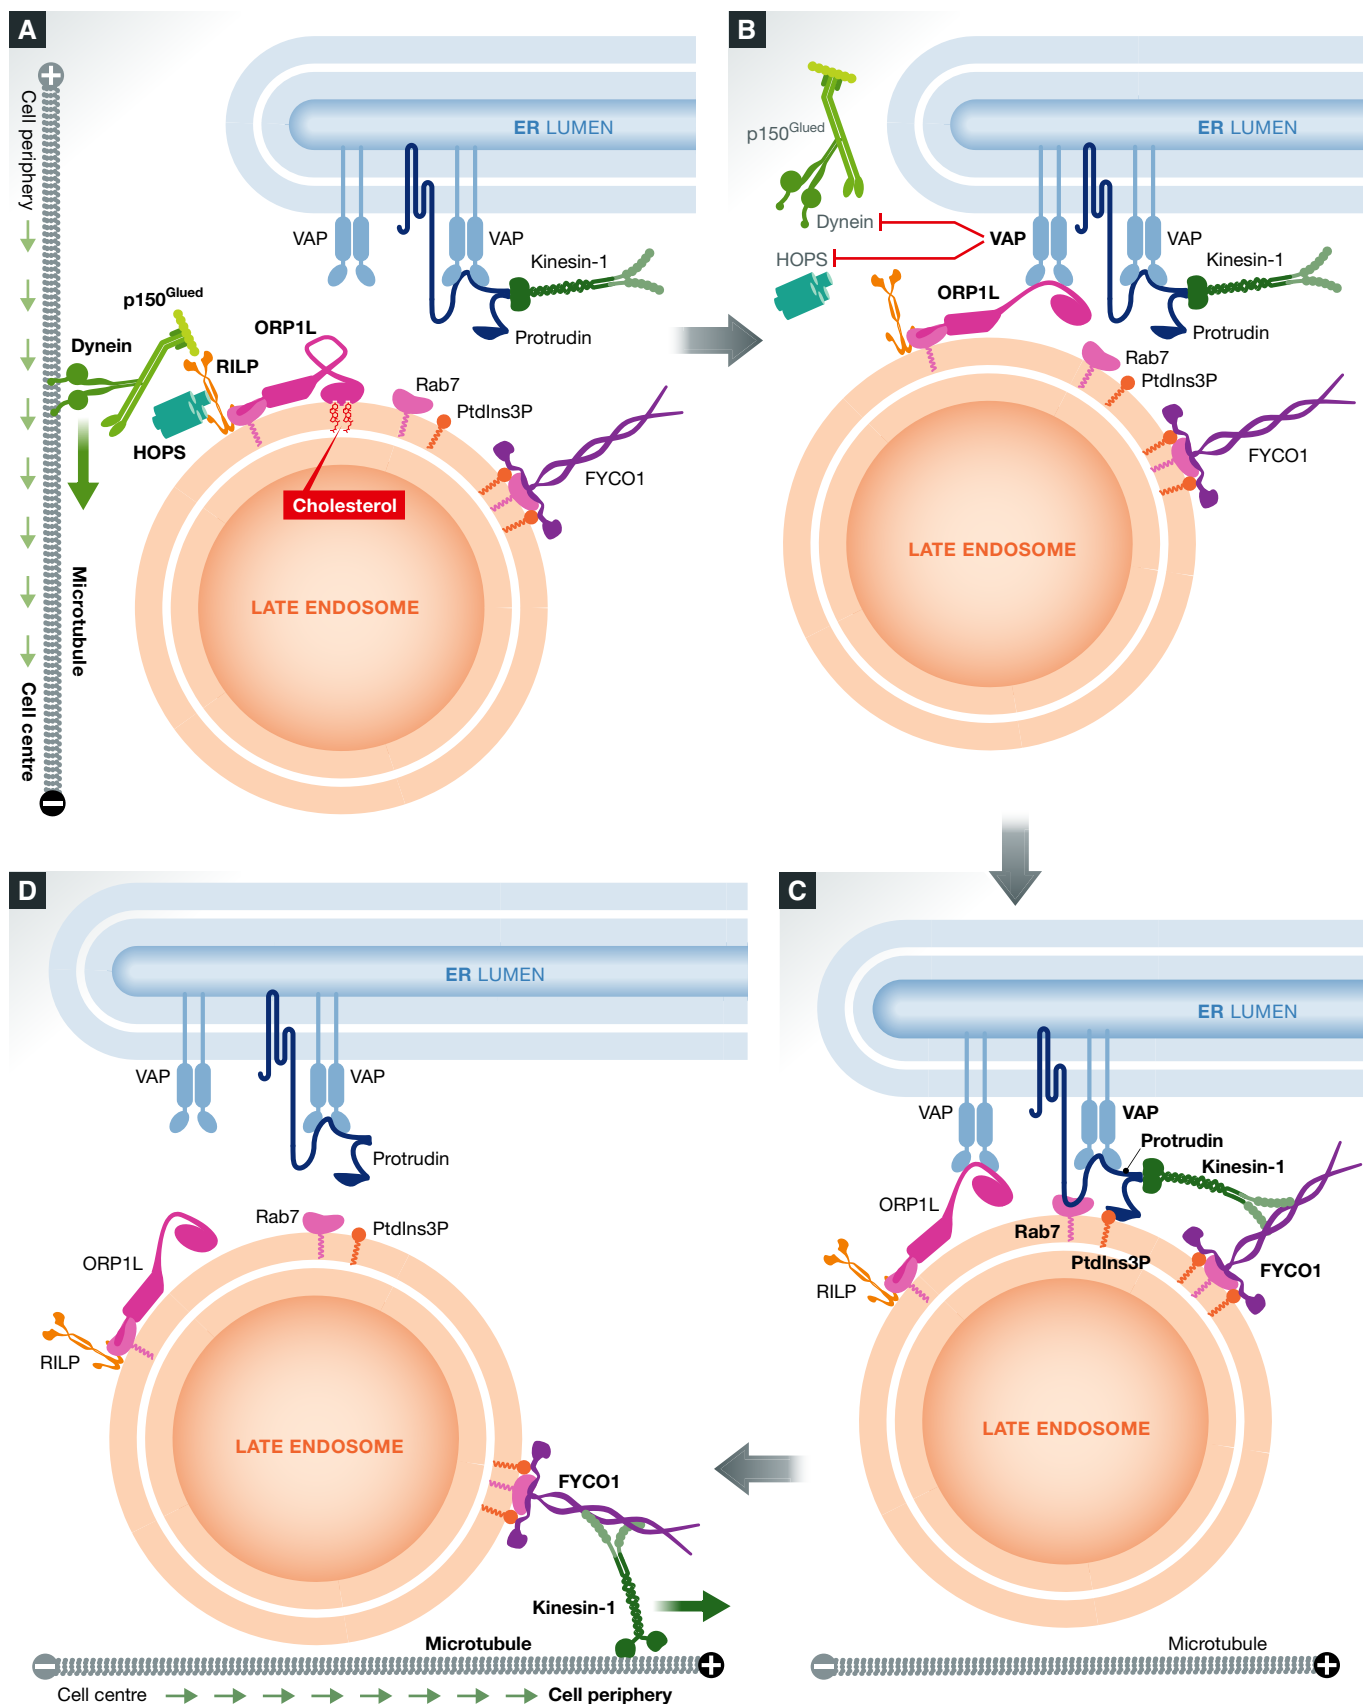 A
Cell periphery
ER LUMEN
VAP
VAP
Kinesin-1
Protrudin
p150Glued
Dynein
ORP1L
RILP
HOPS
Rab7
PtdIns3P
FYCO1
Cholesterol
LATE ENDOSOME
Microtubule
Cell centre
B
ER LUMEN
p150Glued
Dynein
HOPS
VAP
VAP
Kinesin-1
ORP1L
Protrudin
Rab7
PtdIns3P
FYCO1
LATE ENDOSOME
D
ER LUMEN
VAP
VAP
Protrudin
Rab7
PtdIns3P
ORP1L
RILP
LATE ENDOSOME
FYCO1
Kinesin-1
Microtubule
Cell centre
Cell periphery
C
ER LUMEN
VAP
VAP
Protrudin
Kinesin-1
ORP1L
Rab7
PtdIns3P
RILP
FYCO1
LATE ENDOSOME
Microtubule